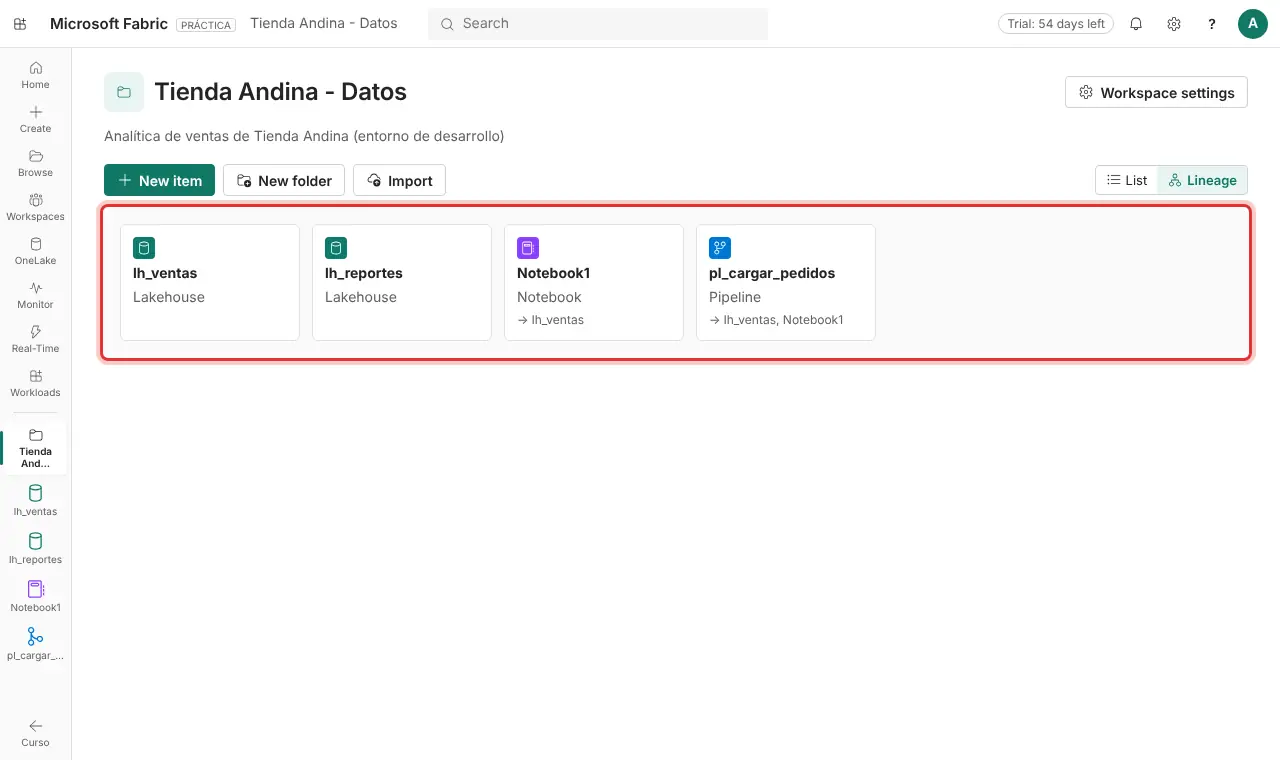 Microsoft Fabric PRÁCTICA Tienda Andina - Datos Search Trial: 54 days left ? A
Home
Create
Browse
Workspaces
OneLake
Monitor
Real-Time
Workloads
Tienda
And...
lh_ventas
lh_reportes
Notebook1
pl_cargar_...
Curso
Tienda Andina - Datos
Workspace settings
Analítica de ventas de Tienda Andina (entorno de desarrollo)
New item New folder Import List Lineage
lh_ventas
Lakehouse
lh_reportes
Lakehouse
Notebook1
Notebook
→ lh_ventas
pl_cargar_pedidos
Pipeline
→ lh_ventas, Notebook1